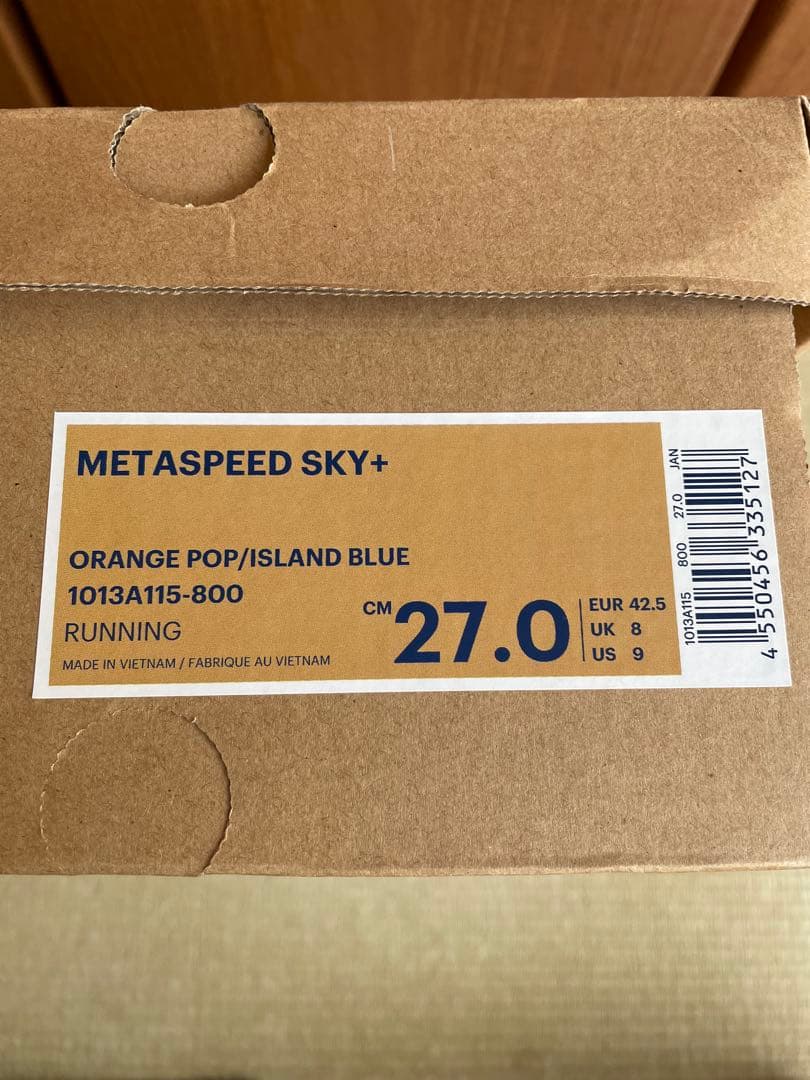 METASPEED SKY+
ORANGE POP/ISLAND BLUE
1013A115-800
RUNNING
MADE IN VIETNAM / FABRIQUE AU VIETNAM
CM 27.0
EUR 42.5
UK 8
US 9
1013A115 800 27.0 JAN
4 550456 335127